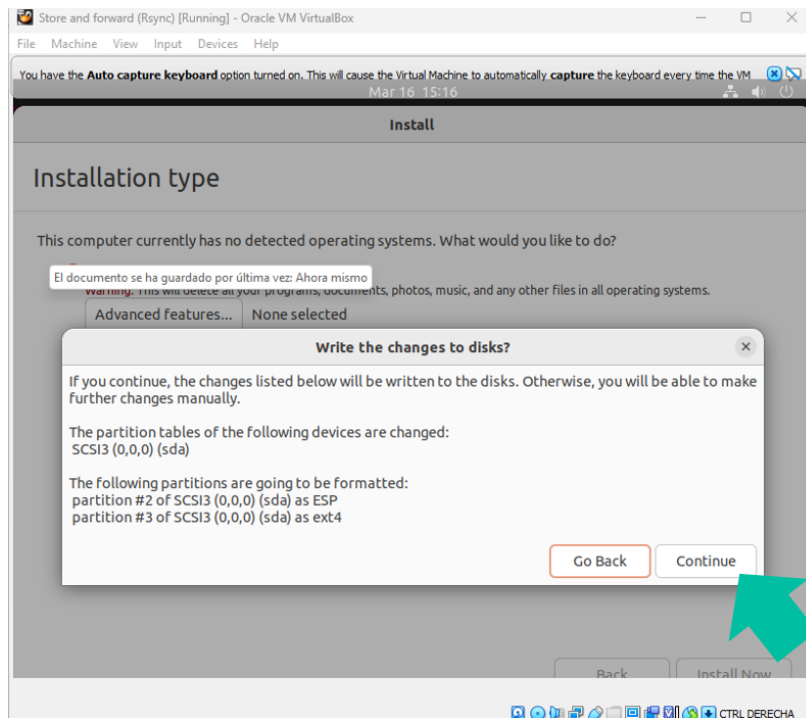 Store and forward (Rsync) [Running] - Oracle VM VirtualBox
File Machine View Input Devices Help
You have the Auto capture keyboard option turned on. This will cause the Virtual Machine to automatically capture the keyboard every time the VM
Mar 16 15:16
Install
Installation type
This computer currently has no detected operating systems. What would you like to do?
El documento se ha guardado por última vez: Ahora mismo
Warning: This will delete all your programs, documents, photos, music, and any other files in all operating systems.
Advanced features... None selected
Write the changes to disks?
If you continue, the changes listed below will be written to the disks. Otherwise, you will be able to make
further changes manually.
The partition tables of the following devices are changed:
SCSI3 (0,0,0) (sda)
The following partitions are going to be formatted:
partition #2 of SCSI3 (0,0,0) (sda) as ESP
partition #3 of SCSI3 (0,0,0) (sda) as ext4
Go Back Continue
Back Install Now
CTRL DERECHA